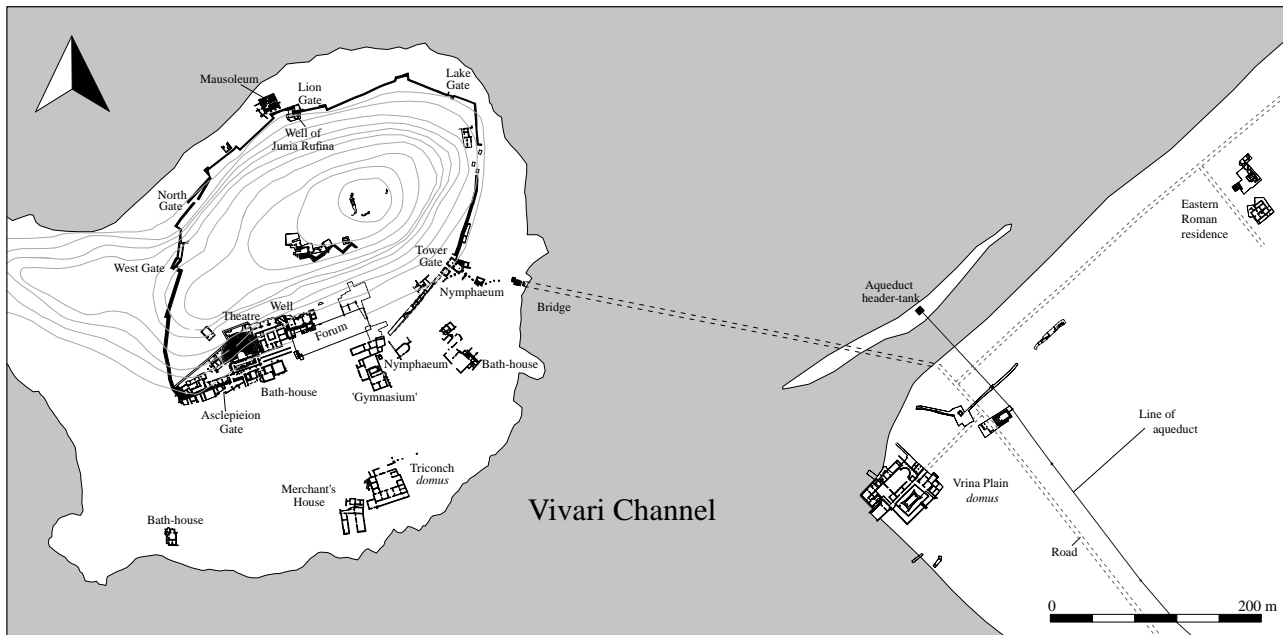 Mausoleum
Lion
Gate
Lake
Gate
Well of
Junia Rufina
North
Gate
West Gate
Tower
Gate
Nymphaeum
Bridge
Theatre
Well
Forum
Nymphaeum
Bath-house
Bath-house
'Gymnasium'
Asclepieion
Gate
Triconch
domus
Merchant's
House
Bath-house
Vivari Channel
Eastern
Roman
residence
Aqueduct
header-tank
Line of
aqueduct
Vrina Plain
domus
Road
0
200 m